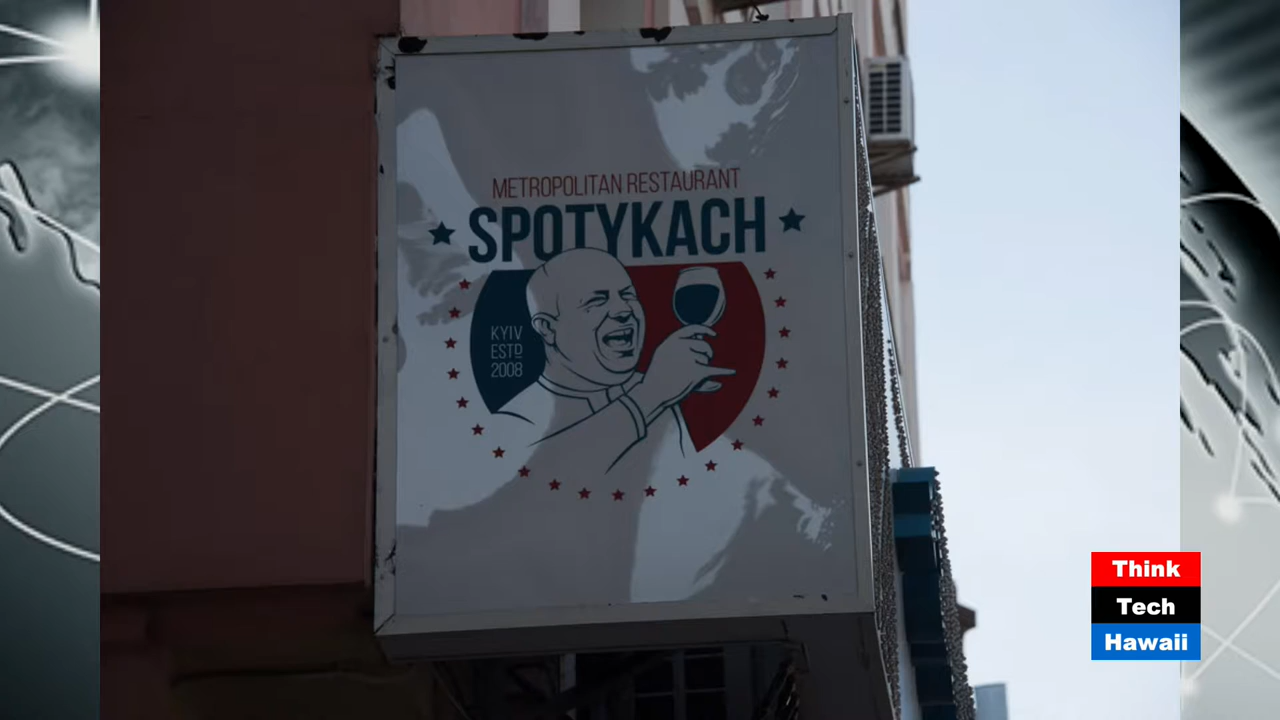 METROPOLITAN RESTAURANT
SPOTYKACH
KYIV
ESTD
2008
Think
Tech
Hawaii